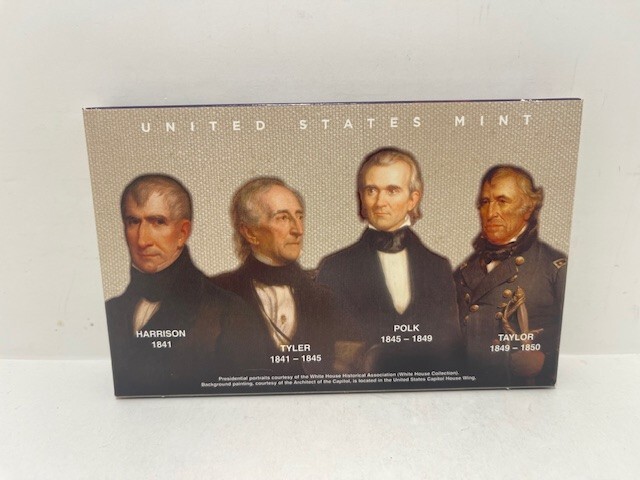 UNITED STATES MINT
HARRISON
1841
TYLER
1841 – 1845
POLK
1845 – 1849
TAYLOR
1849 – 1850
Presidential portraits courtesy of the White House Historical Association (White House Collection).
Background painting, courtesy of the Architect of the Capitol, is located in the United States Capitol House Wing.